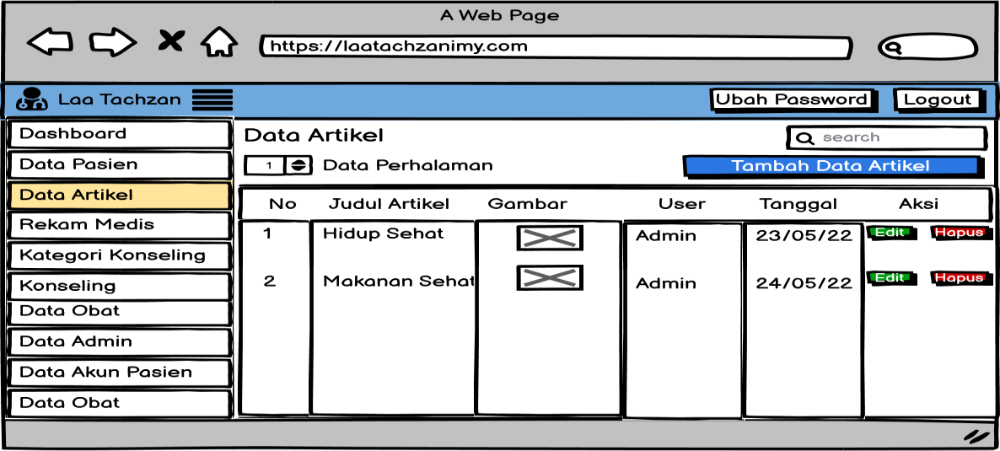 A Web Page
https://laatachzanimy.com
Laa Tachzan
Ubah Password
Logout
Dashboard
Data Pasien
Data Artikel
Rekam Medis
Kategori Konseling
Konseling
Data Obat
Data Admin
Data Akun Pasien
Data Obat
Data Artikel
search
1 Data Perhalaman
Tambah Data Artikel
No Judul Artikel Gambar User Tanggal Aksi
1 Hidup Sehat Admin 23/05/22 Edit Hapus
2 Makanan Sehat Admin 24/05/22 Edit Hapus